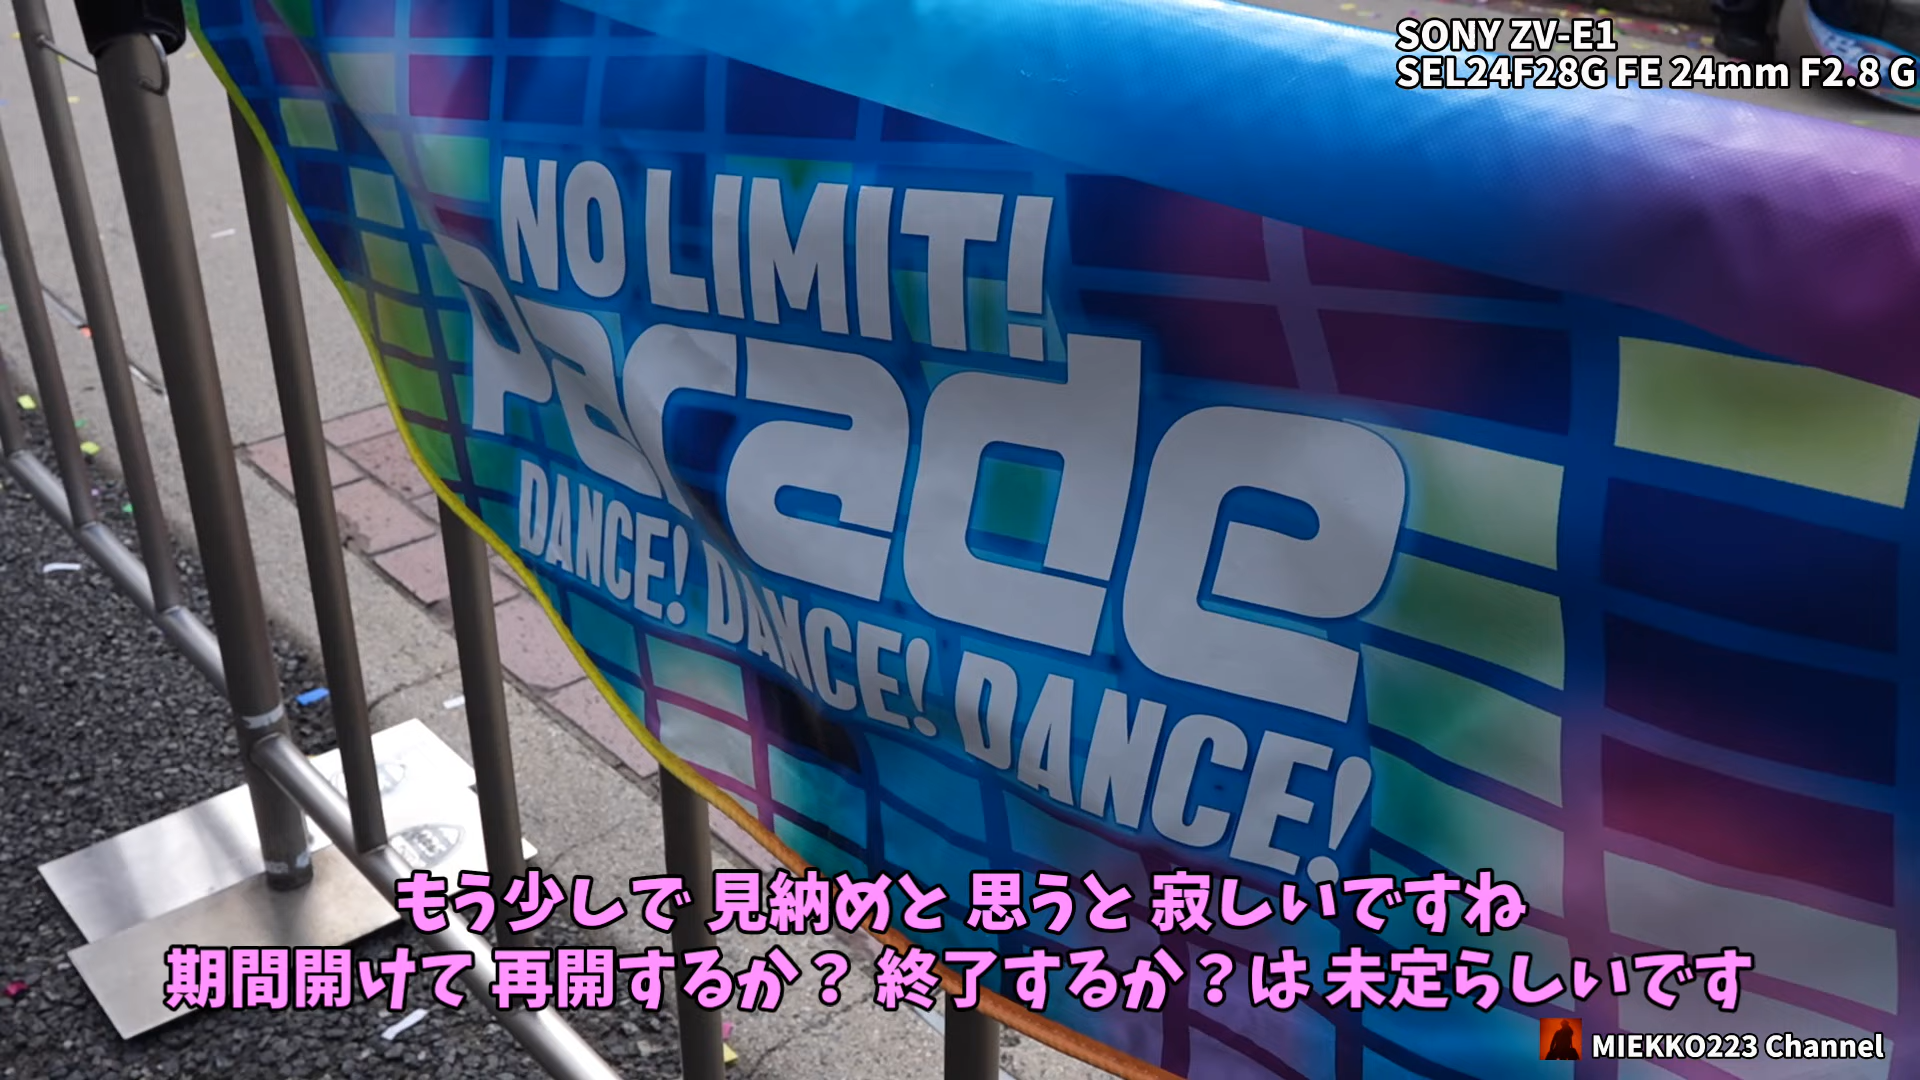 SONY ZV-E1
SEL24F28G FE 24mm F2.8 G
NO LIMIT!
Parade
DANCE! DANCE! DANCE!
もう少しで 見納めと 思うと 寂しいですね
期間開けて 再開するか？ 終了するか？は 未定らしいです
MIEKKO223 Channel